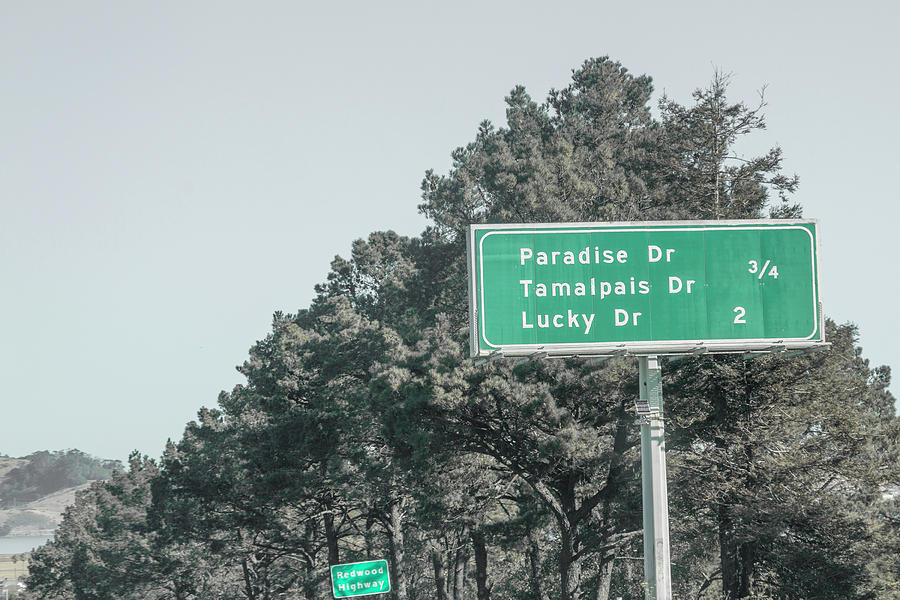 Paradise Dr
Tamalpais Dr 3/4
Lucky Dr 2
Redwood
Highway